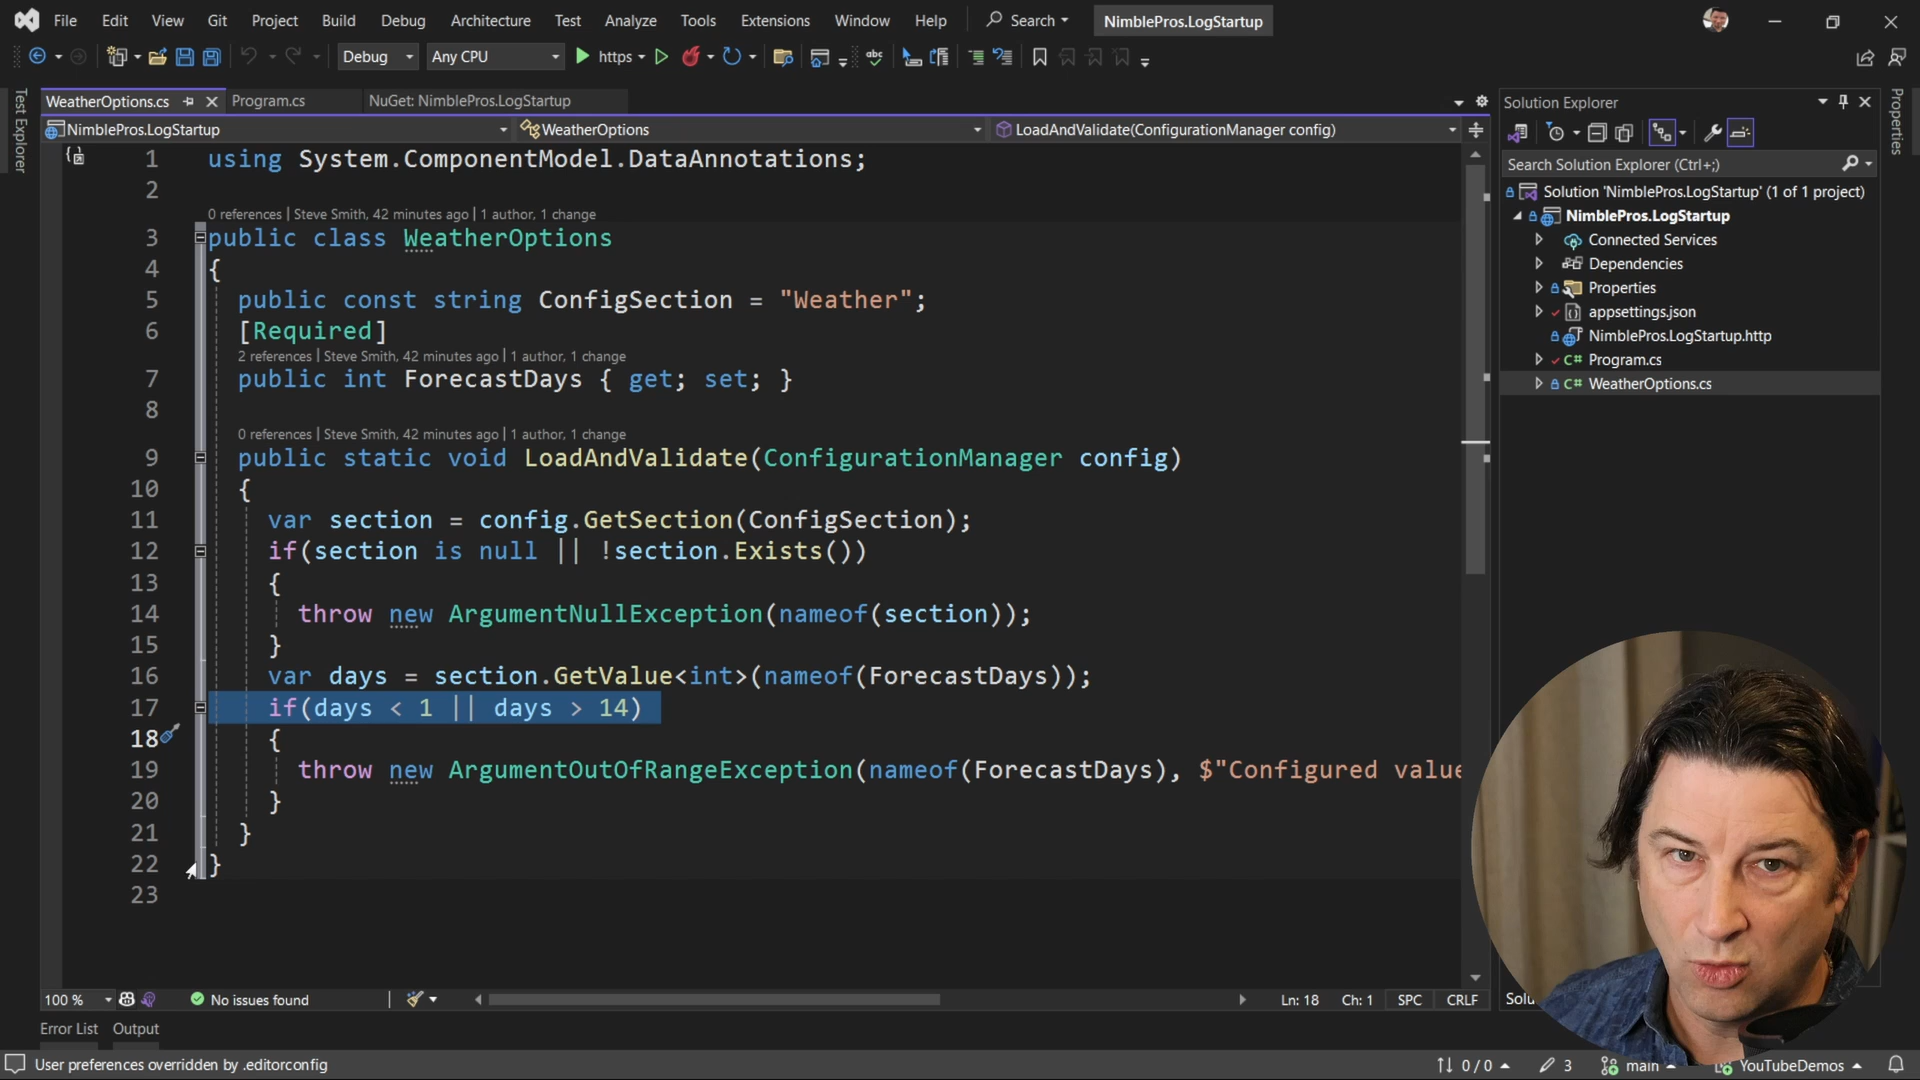 File Edit View Git Project Build Debug Architecture Test Analyze Tools Extensions Window Help Search NimblePros.LogStartup
Debug Any CPU https
Test Explorer
WeatherOptions.cs Program.cs NuGet: NimblePros.LogStartup
NimblePros.LogStartup WeatherOptions LoadAndValidate(ConfigurationManager config)
1 using System.ComponentModel.DataAnnotations;
2
0 references | Steve Smith, 42 minutes ago | 1 author, 1 change
3 public class WeatherOptions
4 {
5 public const string ConfigSection = "Weather";
6 [Required]
2 references | Steve Smith, 42 minutes ago | 1 author, 1 change
7 public int ForecastDays { get; set; }
8
0 references | Steve Smith, 42 minutes ago | 1 author, 1 change
9 public static void LoadAndValidate(ConfigurationManager config)
10 {
11 var section = config.GetSection(ConfigSection);
12 if(section is null || !section.Exists())
13 {
14 throw new ArgumentNullException(nameof(section));
15 }
16 var days = section.GetValue<int>(nameof(ForecastDays));
17 if(days < 1 || days > 14)
18 {
19 throw new ArgumentOutOfRangeException(nameof(ForecastDays), $"Configured value
20 }
21 }
22 }
23
100 % No issues found Ln: 18 Ch: 1 SPC CRLF
Error List Output
User preferences overridden by .editorconfig 0 / 0 3 main YouTubeDemos
Solution Explorer
Search Solution Explorer (Ctrl+;)
Solution 'NimblePros.LogStartup' (1 of 1 project)
NimblePros.LogStartup
Connected Services
Dependencies
Properties
appsettings.json
NimblePros.LogStartup.http
Program.cs
WeatherOptions.cs
Properties